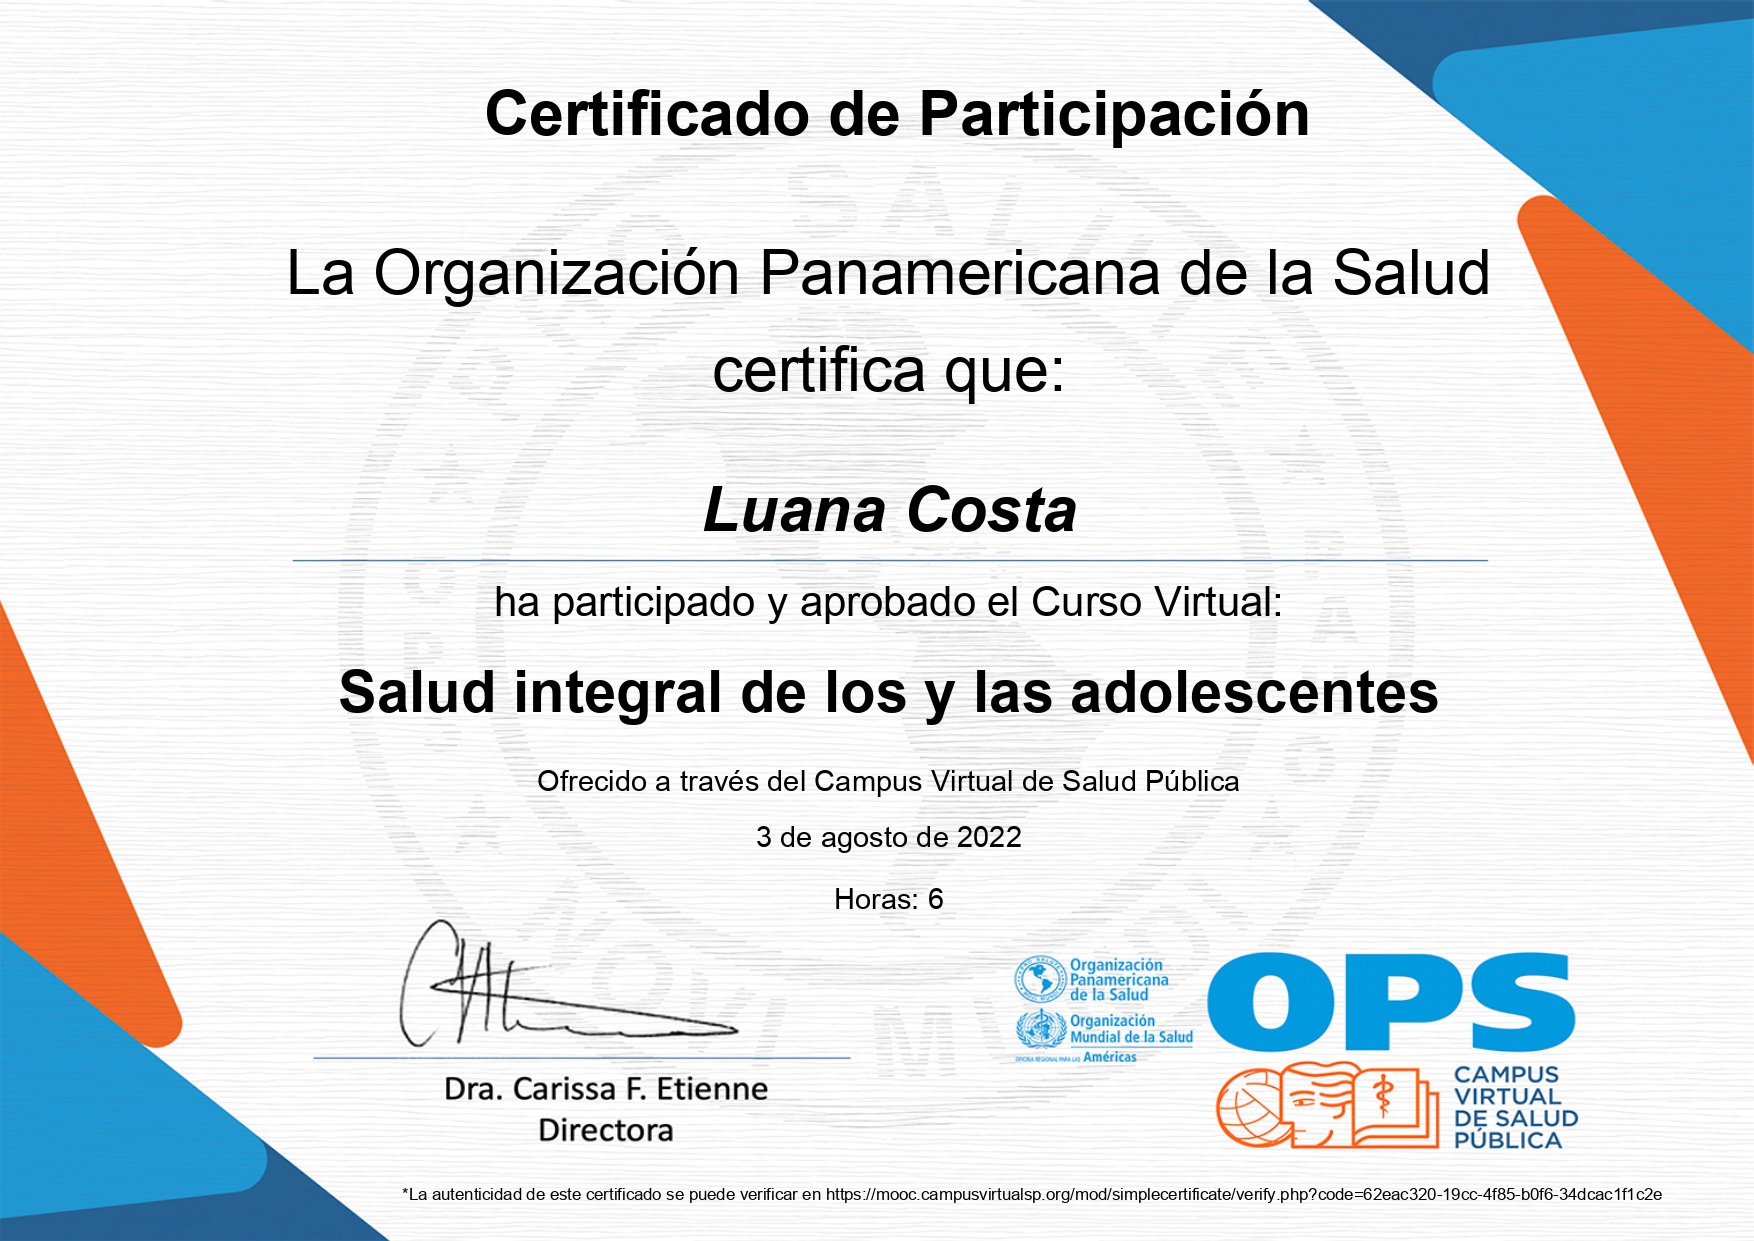 Certificado de Participación
La Organización Panamericana de la Salud
certifica que:
Luana Costa
ha participado y aprobado el Curso Virtual:
Salud integral de los y las adolescentes
Ofrecido a través del Campus Virtual de Salud Pública
3 de agosto de 2022
Horas: 6
Dra. Carissa F. Etienne
Directora
Organización
Panamericana
de la Salud
Organización
Mundial de la Salud
OFICINA REGIONAL PARA LAS Américas
OPS
CAMPUS
VIRTUAL
DE SALUD
PÚBLICA
*La autenticidad de este certificado se puede verificar en https://mooc.campusvirtualsp.org/mod/simplecertificate/verify.php?code=62eac320-19cc-4f85-b0f6-34dcac1f1c2e